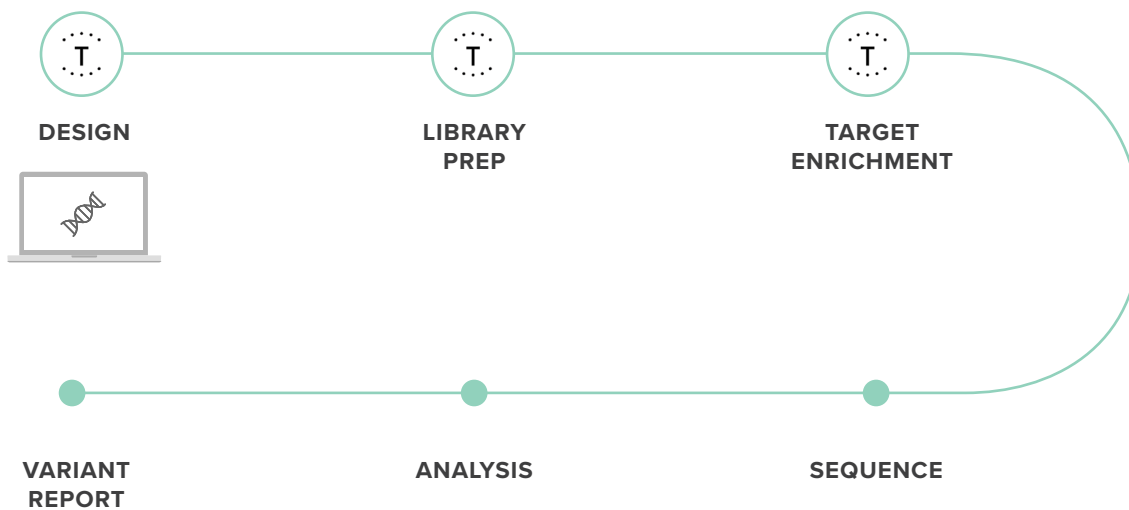 T
T
T
DESIGN
LIBRARY
PREP
TARGET
ENRICHMENT
VARIANT
REPORT
ANALYSIS
SEQUENCE